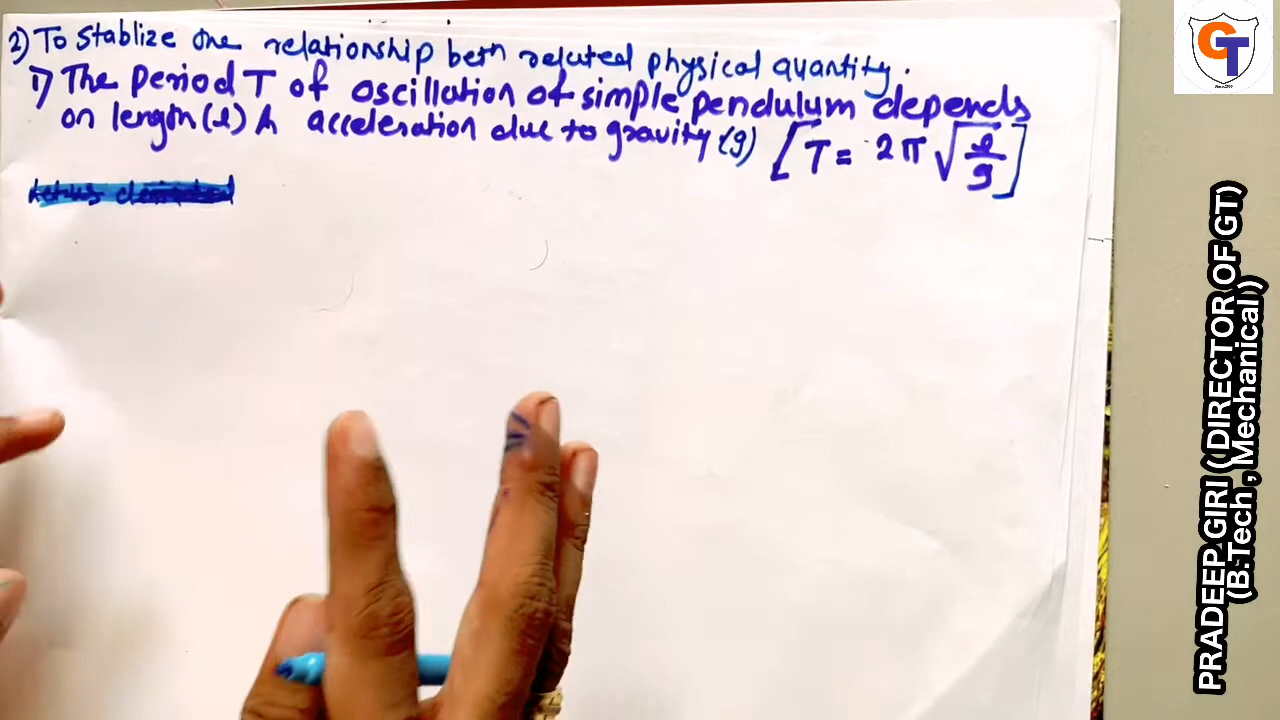 2) To Stablize the relationship betn related physical quantity.
1) The Period T of oscillation of simple pendulum depends
on length (l) & acceleration due to gravity (g) [T = 2π√l/g]
GT
PRADEEP GIRI ( DIRECTOR OF GT)
(B.Tech , Mechanical )